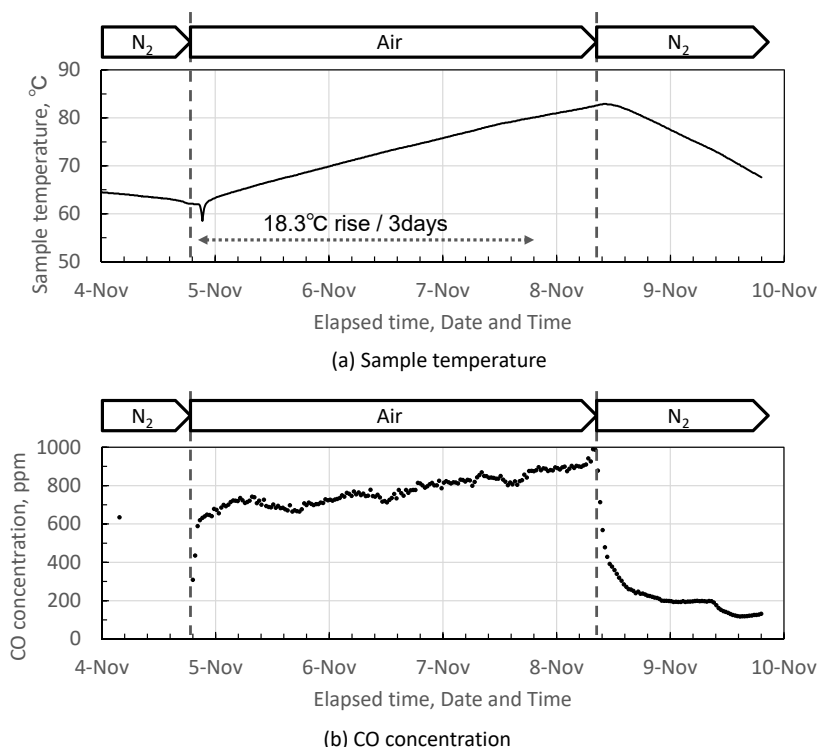 N2 Air N2
90
80
70
60
50
Sample temperature, ℃
18.3℃ rise / 3days
4-Nov 5-Nov 6-Nov 7-Nov 8-Nov 9-Nov 10-Nov
Elapsed time, Date and Time
(a) Sample temperature
N2 Air N2
1000
800
600
400
200
0
CO concentration, ppm
4-Nov 5-Nov 6-Nov 7-Nov 8-Nov 9-Nov 10-Nov
Elapsed time, Date and Time
(b) CO concentration